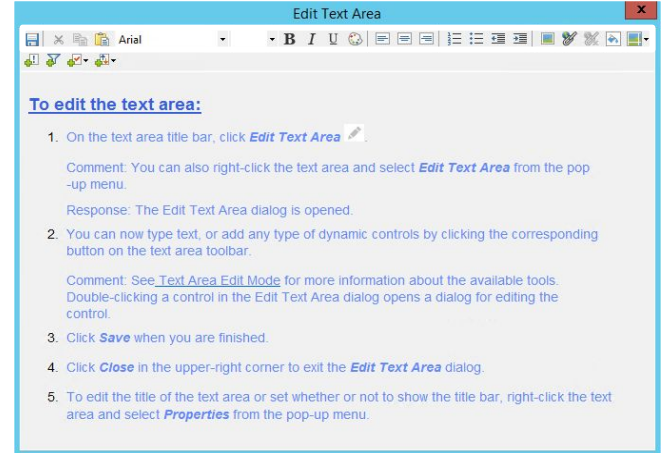 Edit Text Area
x
Arial
B I U
To edit the text area:
1. On the text area title bar, click Edit Text Area .
Comment: You can also right-click the text area and select Edit Text Area from the pop
-up menu.
Response: The Edit Text Area dialog is opened.
2. You can now type text, or add any type of dynamic controls by clicking the corresponding
button on the text area toolbar.
Comment: See Text Area Edit Mode for more information about the available tools.
Double-clicking a control in the Edit Text Area dialog opens a dialog for editing the
control.
3. Click Save when you are finished.
4. Click Close in the upper-right corner to exit the Edit Text Area dialog.
5. To edit the title of the text area or set whether or not to show the title bar, right-click the text
area and select Properties from the pop-up menu.